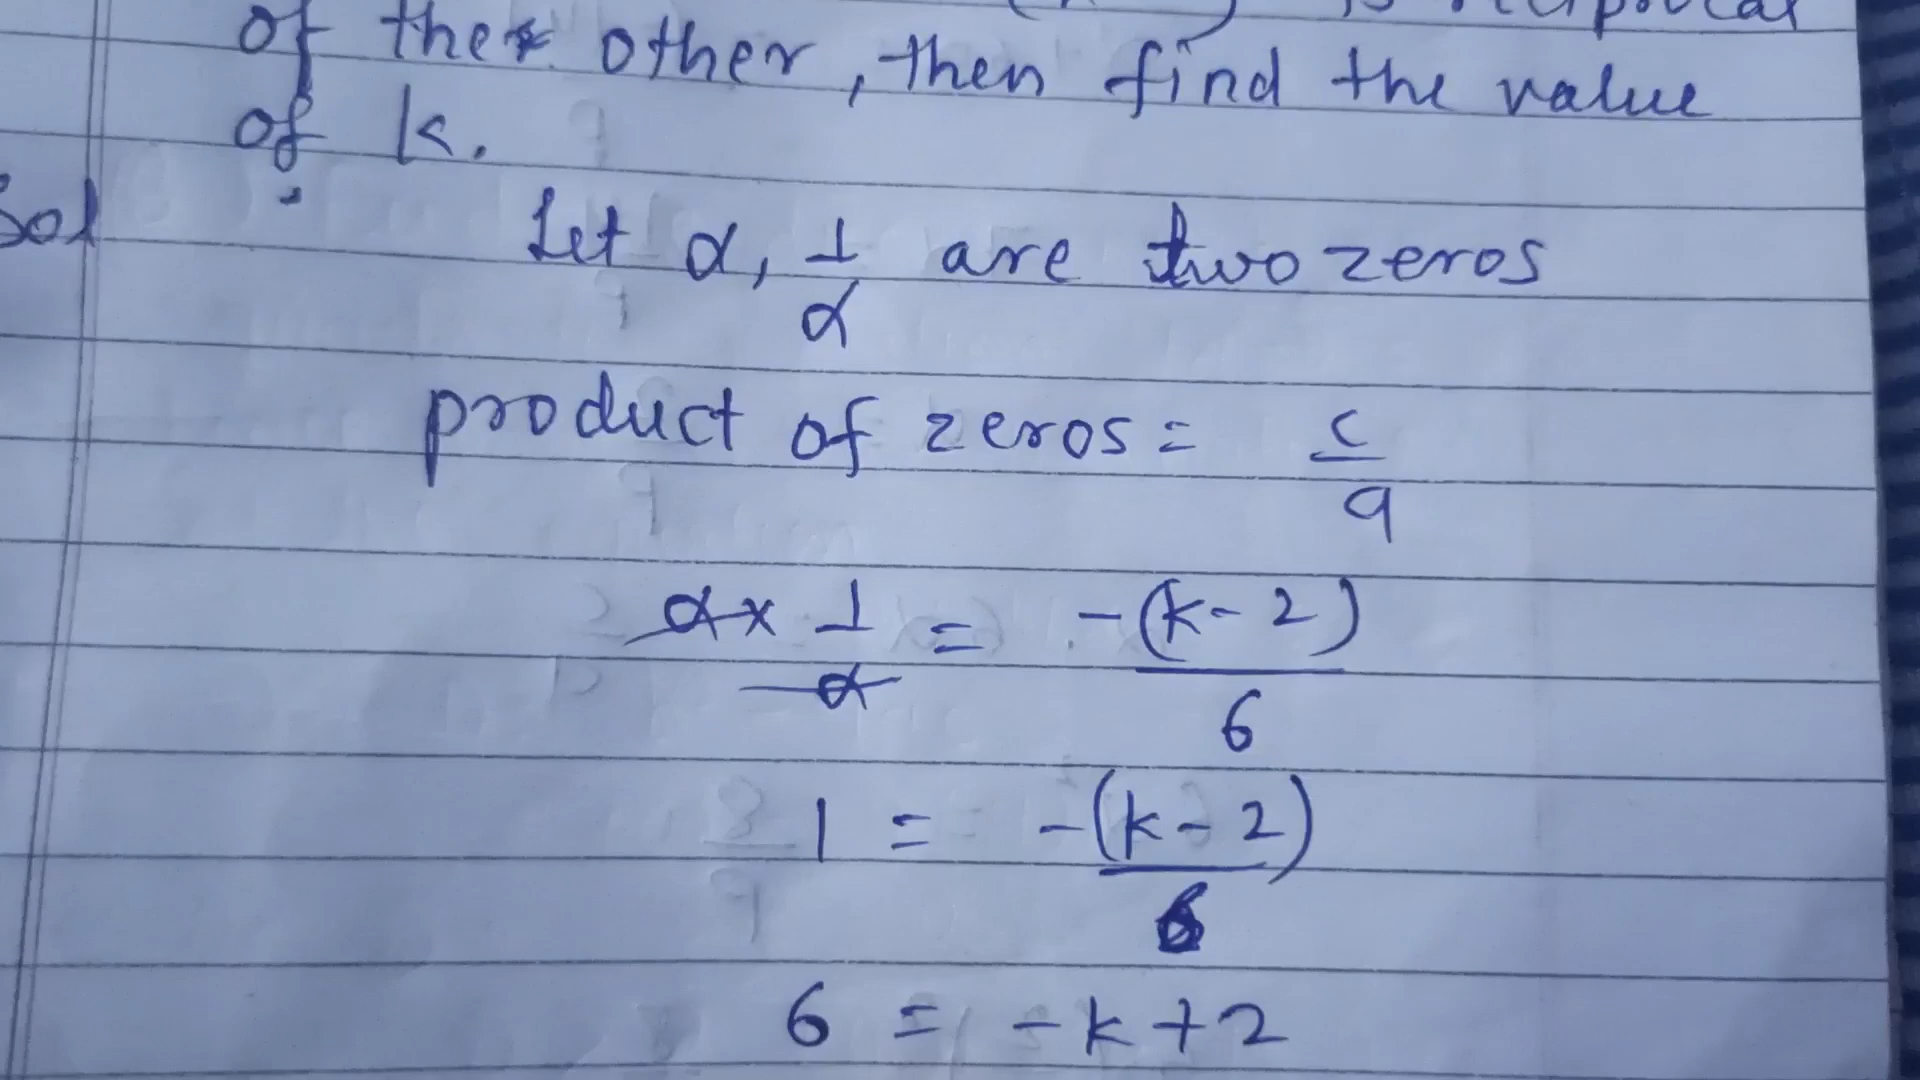 of the other, then find the value
of k.
Sol Let α, 1/α are two zeros
product of zeros = c/a
α x 1/α = -(k-2)/6
1 = -(k-2)/6
6 = -k+2